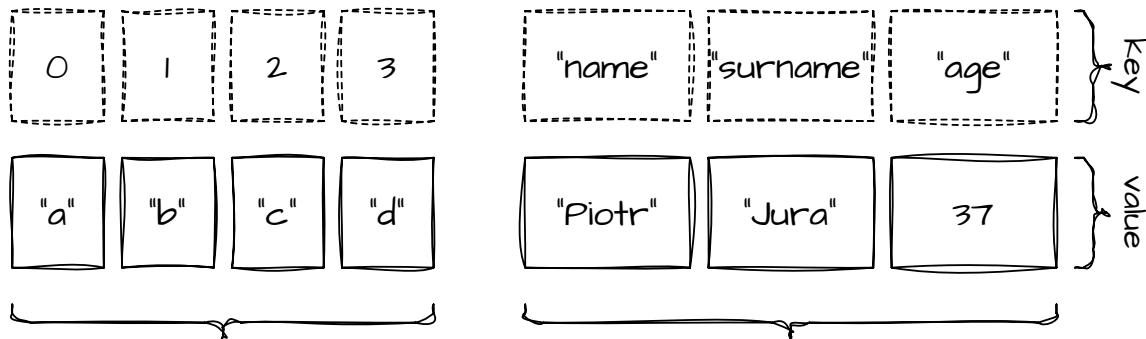 0 1 2 3 "name" "surname" "age" key
"a" "b" "c" "d" "Piotr" "Jura" 37 value